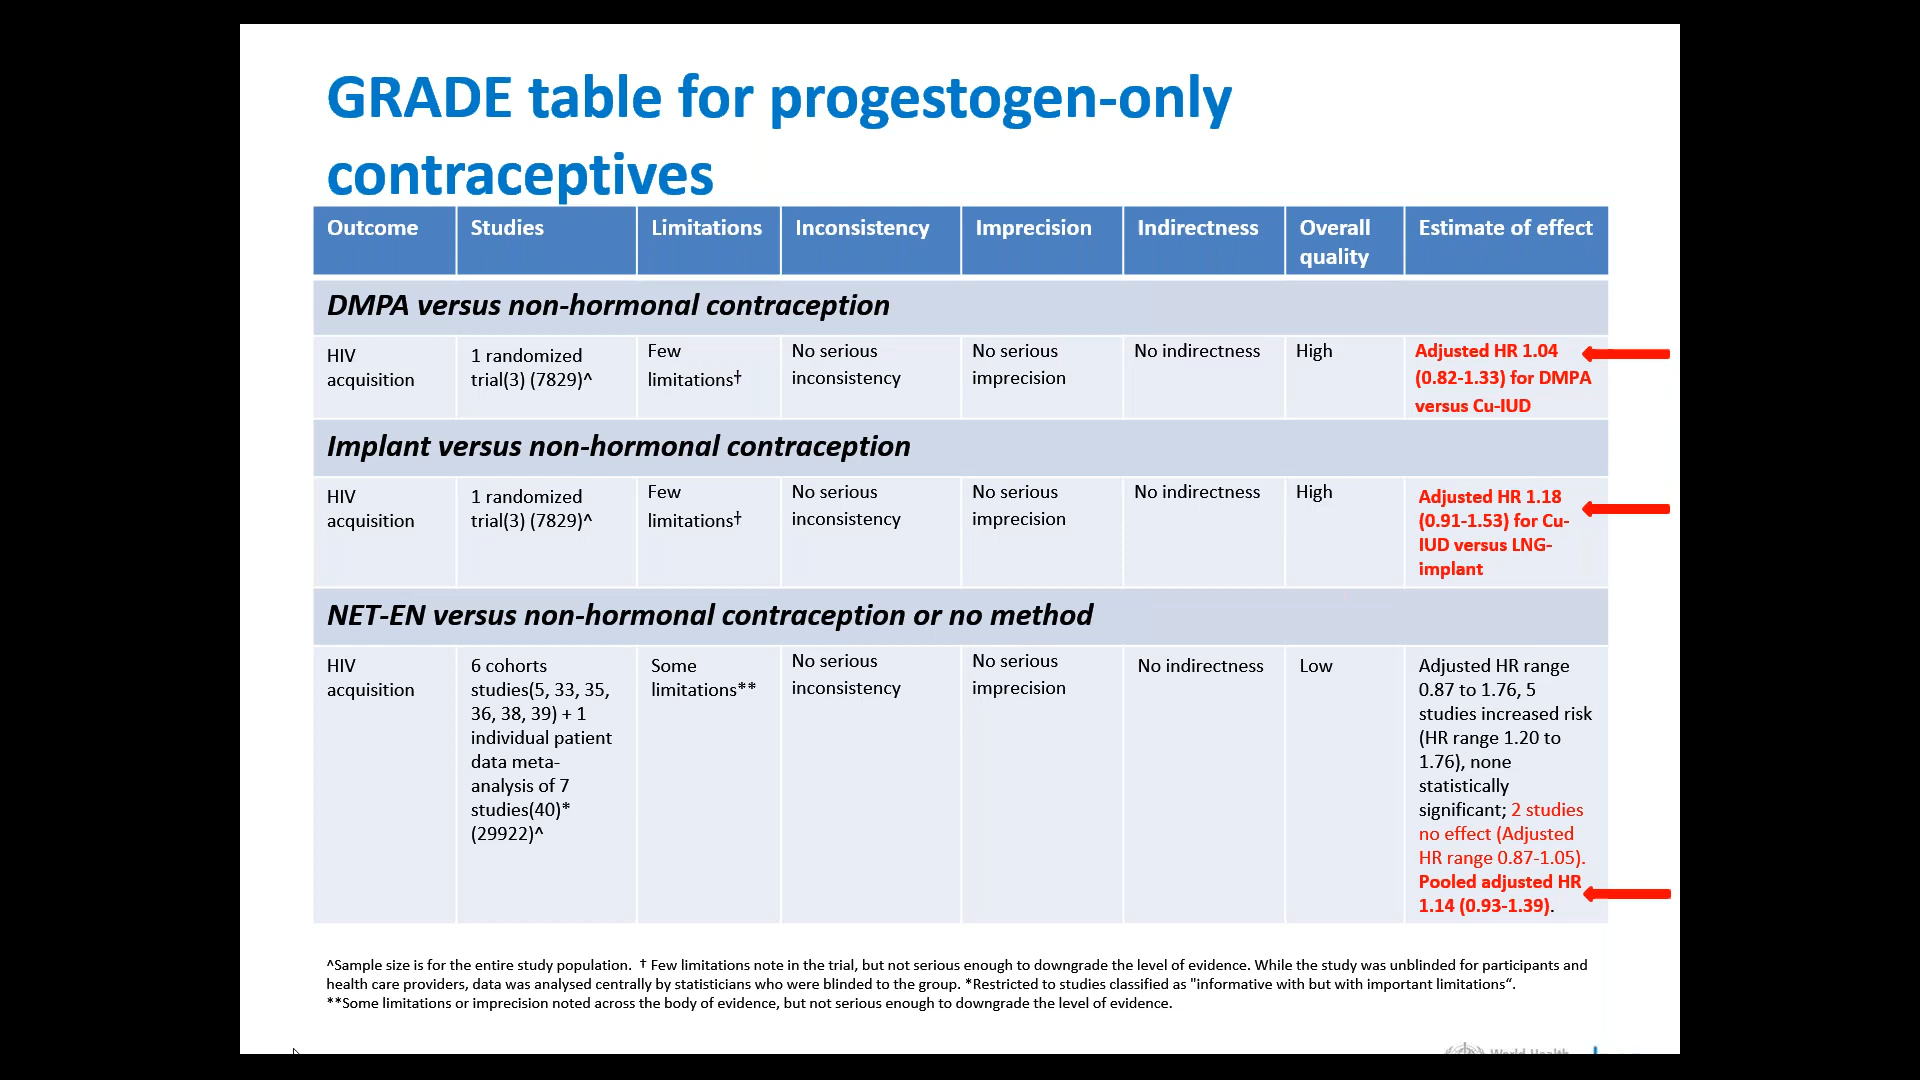 GRADE table for progestogen-only
contraceptives
Outcome Studies Limitations Inconsistency Imprecision Indirectness Overall quality Estimate of effect
DMPA versus non-hormonal contraception
HIV
acquisition
1 randomized
trial(3) (7829)^
Few
limitations†
No serious
inconsistency
No serious
imprecision
No indirectness
High
Adjusted HR 1.04
(0.82-1.33) for DMPA
versus Cu-IUD
Implant versus non-hormonal contraception
HIV
acquisition
1 randomized
trial(3) (7829)^
Few
limitations†
No serious
inconsistency
No serious
imprecision
No indirectness
High
Adjusted HR 1.18
(0.91-1.53) for Cu-
IUD versus LNG-
implant
NET-EN versus non-hormonal contraception or no method
HIV
acquisition
6 cohorts
studies(5, 33, 35,
36, 38, 39) + 1
individual patient
data meta-
analysis of 7
studies(40)*
(29922)^
Some
limitations**
No serious
inconsistency
No serious
imprecision
No indirectness
Low
Adjusted HR range
0.87 to 1.76, 5
studies increased risk
(HR range 1.20 to
1.76), none
statistically
significant; 2 studies
no effect (Adjusted
HR range 0.87-1.05).
Pooled adjusted HR
1.14 (0.93-1.39).
^Sample size is for the entire study population. † Few limitations note in the trial, but not serious enough to downgrade the level of evidence. While the study was unblinded for participants and
health care providers, data was analysed centrally by statisticians who were blinded to the group. *Restricted to studies classified as "informative with but with important limitations“.
**Some limitations or imprecision noted across the body of evidence, but not serious enough to downgrade the level of evidence.
World Health